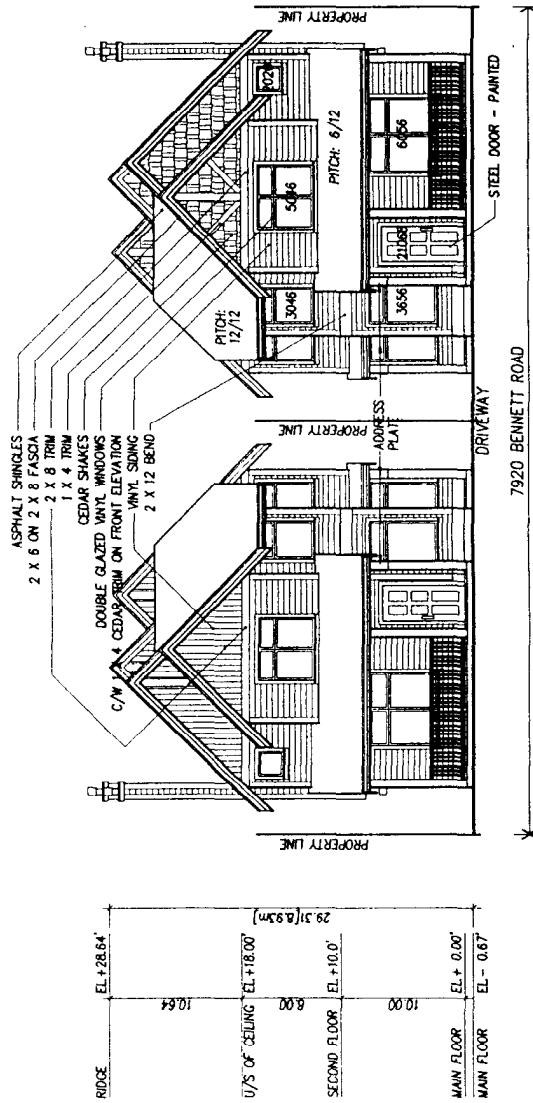 ASPHALT SHINGLES
2 X 6 ON 2 X 8 FASCIA
2 X 8 TRIM
1 X 4 TRIM
CEDAR SHAKES
DOUBLE GLAZED VINYL WINDOWS
C/W 1 X 4 CEDAR TRIM ON FRONT ELEVATION
VINYL SIDING
2 X 12 BEND
PITCH:
12/12
PITCH: 6/12
2020
5046
3046
6056
21068
3656
STEEL DOOR - PAINTED
ADDRESS
PLATE
PROPERTY LINE
PROPERTY LINE
PROPERTY LINE
DRIVEWAY
7920 BENNETT ROAD
RIDGE
EL +28.64'
10.64
U/S OF CEILING
EL +18.00'
8.00
SECOND FLOOR
EL +10.0'
10.00
MAIN FLOOR
EL + 0.00'
MAIN FLOOR
EL - 0.67'
29.31[8.93m]